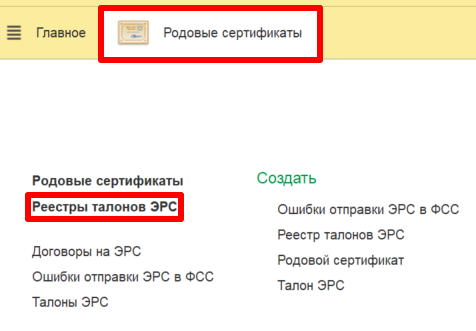 Главное
Родовые сертификаты
Родовые сертификаты
Реестры талонов ЭРС
Договоры на ЭРС
Ошибки отправки ЭРС в ФСС
Талоны ЭРС
Создать
Ошибки отправки ЭРС в ФСС
Реестр талонов ЭРС
Родовой сертификат
Талон ЭРС